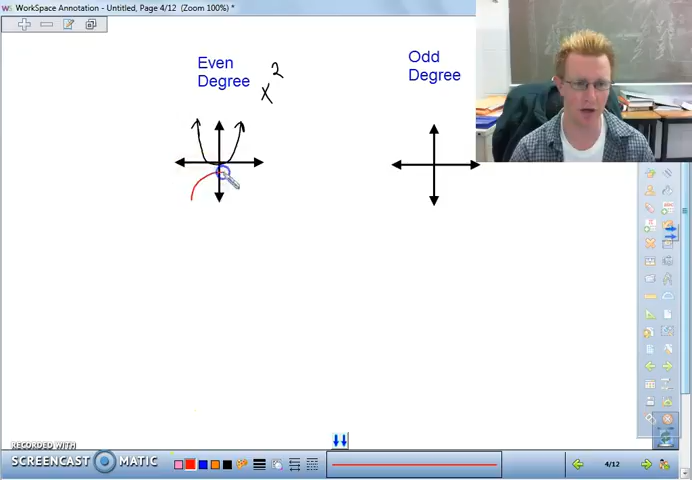 WorkSpace Annotation - Untitled, Page 4/12 (Zoom 100%) *
Even
Degree
x²
Odd
Degree
RECORDED WITH
SCREENCAST-O-MATIC
4/12